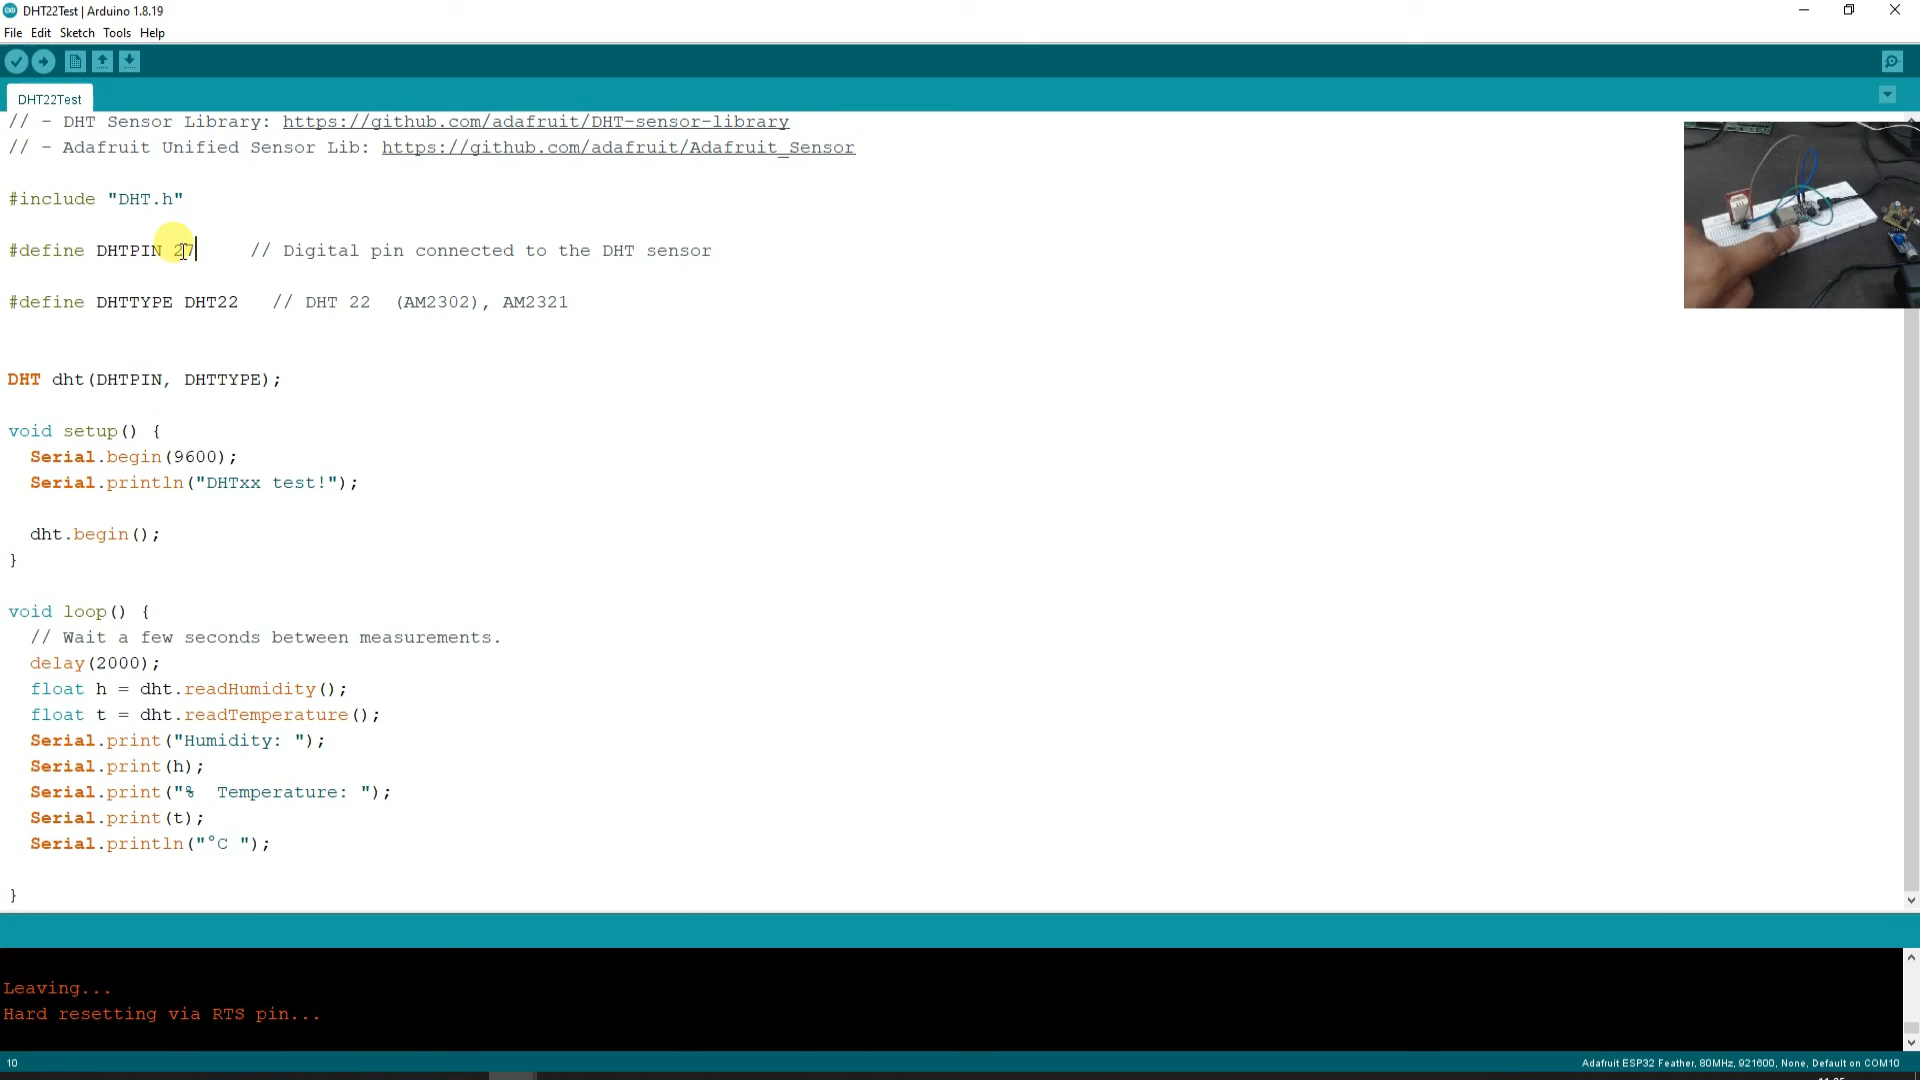 DHT22Test | Arduino 1.8.19
File Edit Sketch Tools Help
DHT22Test
// - DHT Sensor Library: https://github.com/adafruit/DHT-sensor-library
// - Adafruit Unified Sensor Lib: https://github.com/adafruit/Adafruit_Sensor
#include "DHT.h"
#define DHTPIN 27     // Digital pin connected to the DHT sensor
#define DHTTYPE DHT22   // DHT 22  (AM2302), AM2321
DHT dht(DHTPIN, DHTTYPE);
void setup() {
  Serial.begin(9600);
  Serial.println("DHTxx test!");
  dht.begin();
}
void loop() {
  // Wait a few seconds between measurements.
  delay(2000);
  float h = dht.readHumidity();
  float t = dht.readTemperature();
  Serial.print("Humidity: ");
  Serial.print(h);
  Serial.print("%  Temperature: ");
  Serial.print(t);
  Serial.println("°C ");
}
Leaving...
Hard resetting via RTS pin...
10
Adafruit ESP32 Feather, 80MHz, 921600, None, Default on COM10